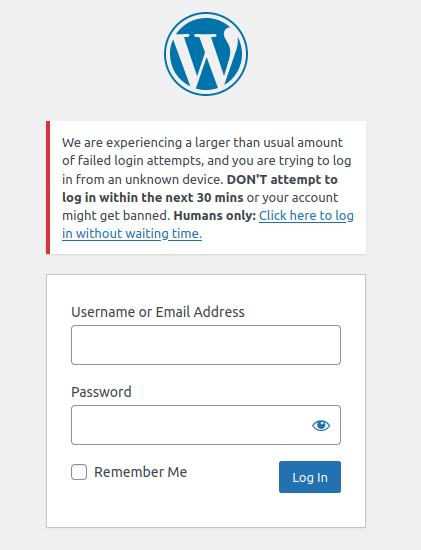 We are experiencing a larger than usual amount
of failed login attempts, and you are trying to log
in from an unknown device. DON'T attempt to
log in within the next 30 mins or your account
might get banned. Humans only: Click here to log
in without waiting time.
Username or Email Address
Password
Remember Me
Log In